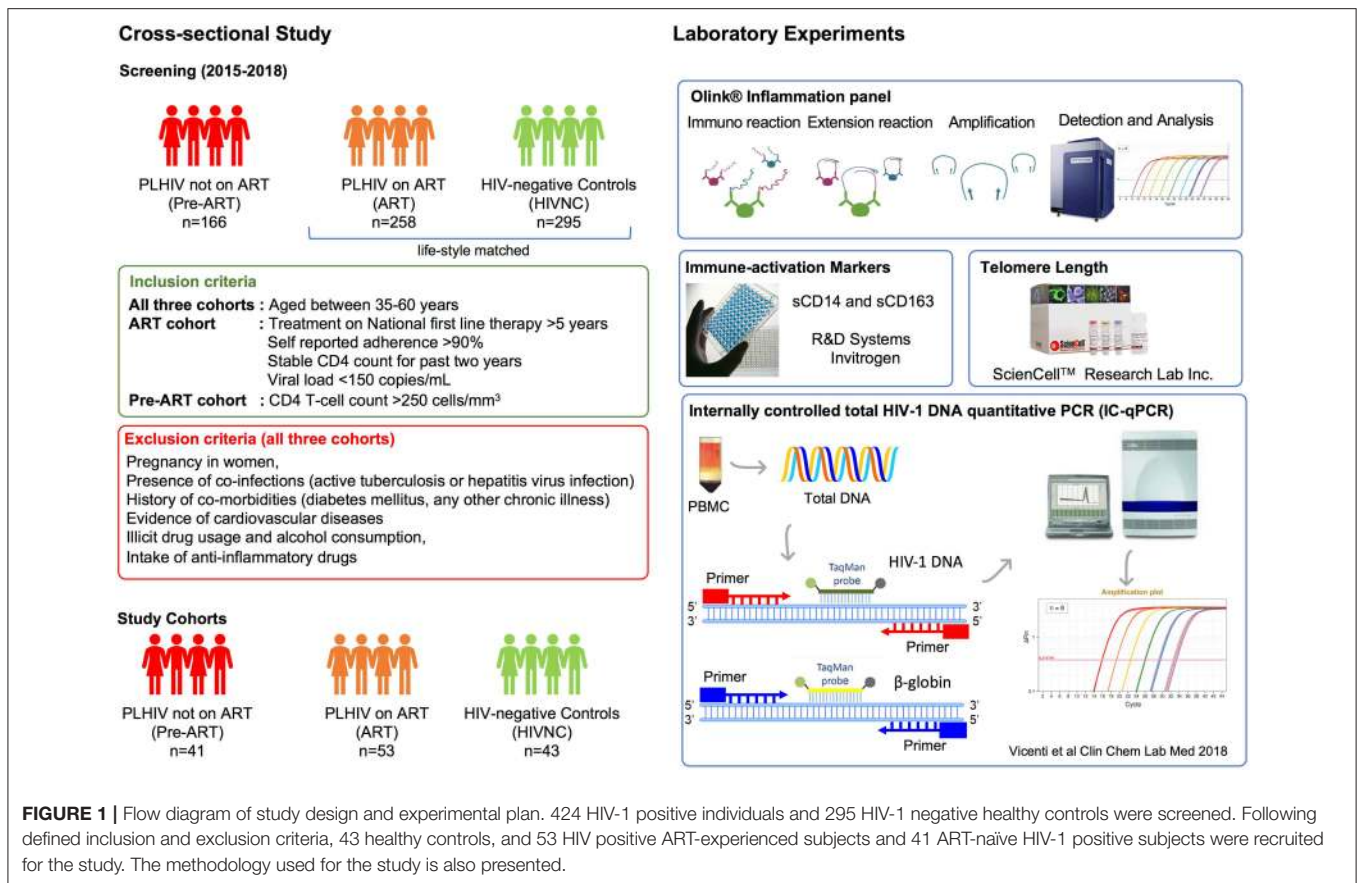 Cross-sectional Study
Screening (2015-2018)
PLHIV not on ART
(Pre-ART)
n=166
PLHIV on ART
(ART)
n=258
HIV-negative Controls
(HIVNC)
n=295
life-style matched
Inclusion criteria
All three cohorts : Aged between 35-60 years
ART cohort : Treatment on National first line therapy >5 years
Self reported adherence >90%
Stable CD4 count for past two years
Viral load <150 copies/mL
Pre-ART cohort : CD4 T-cell count >250 cells/mm³
Exclusion criteria (all three cohorts)
Pregnancy in women,
Presence of co-infections (active tuberculosis or hepatitis virus infection)
History of co-morbidities (diabetes mellitus, any other chronic illness)
Evidence of cardiovascular diseases
Illicit drug usage and alcohol consumption,
Intake of anti-inflammatory drugs
Study Cohorts
PLHIV not on ART
(Pre-ART)
n=41
PLHIV on ART
(ART)
n=53
HIV-negative Controls
(HIVNC)
n=43
Laboratory Experiments
Olink® Inflammation panel
Immuno reaction
Extension reaction
Amplification
Detection and Analysis
Cycle
Immune-activation Markers
sCD14 and sCD163
R&D Systems
Invitrogen
Telomere Length
ScienCell
ScienCell™ Research Lab Inc.
Internally controlled total HIV-1 DNA quantitative PCR (IC-qPCR)
PBMC
Total DNA
HIV-1 DNA
Primer
TaqMan
probe
5' 3'
3' 5'
Primer
Primer
TaqMan
probe
β-globin
5' 3'
3' 5'
Primer
Amplification plot
Cycle
Vicenti et al Clin Chem Lab Med 2018
FIGURE 1 | Flow diagram of study design and experimental plan. 424 HIV-1 positive individuals and 295 HIV-1 negative healthy controls were screened. Following
defined inclusion and exclusion criteria, 43 healthy controls, and 53 HIV positive ART-experienced subjects and 41 ART-naïve HIV-1 positive subjects were recruited
for the study. The methodology used for the study is also presented.